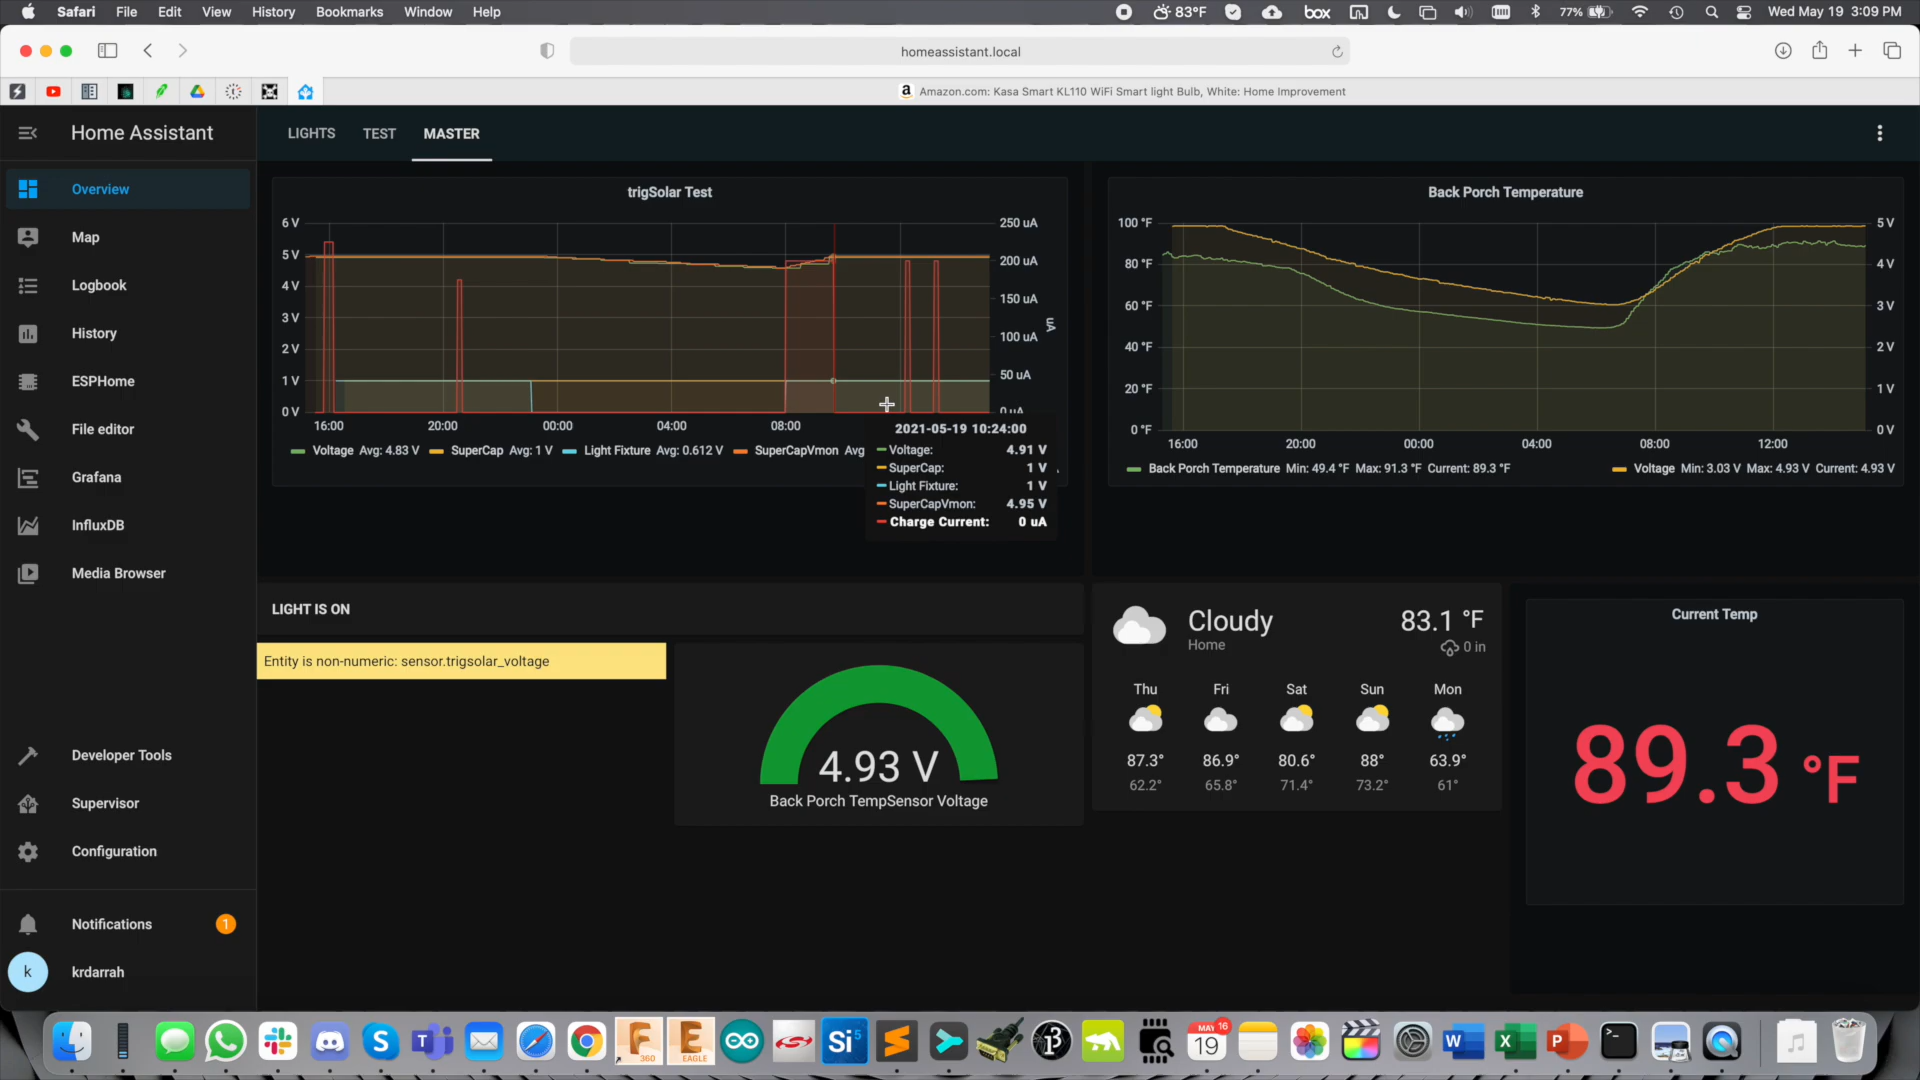 Safari File Edit View History Bookmarks Window Help
83°F box 77% Wed May 19 3:09 PM
homeassistant.local
Amazon.com: Kasa Smart KL110 WiFi Smart light Bulb, White: Home Improvement
Home Assistant
LIGHTS TEST MASTER
Overview
Map
Logbook
History
ESPHome
File editor
Grafana
InfluxDB
Media Browser
Developer Tools
Supervisor
Configuration
Notifications 1
k krdarrah
trigSolar Test
6 V 250 uA
5 V 200 uA
4 V 150 uA
3 V 100 uA
2 V
1 V 50 uA
0 V 0 uA
uA
16:00 20:00 00:00 04:00 08:00
Voltage Avg: 4.83 V SuperCap Avg: 1 V Light Fixture Avg: 0.612 V SuperCapVmon Avg
2021-05-19 10:24:00
Voltage: 4.91 V
SuperCap: 1 V
Light Fixture: 1 V
SuperCapVmon: 4.95 V
Charge Current: 0 uA
Back Porch Temperature
100 °F 5 V
80 °F 4 V
60 °F 3 V
40 °F 2 V
20 °F 1 V
0 °F 0 V
16:00 20:00 00:00 04:00 08:00 12:00
Back Porch Temperature Min: 49.4 °F Max: 91.3 °F Current: 89.3 °F Voltage Min: 3.03 V Max: 4.93 V Current: 4.93 V
LIGHT IS ON
Entity is non-numeric: sensor.trigsolar_voltage
4.93 V
Back Porch TempSensor Voltage
Cloudy 83.1 °F
Home 0 in
Thu Fri Sat Sun Mon
87.3° 86.9° 80.6° 88° 63.9°
62.2° 65.8° 71.4° 73.2° 61°
Current Temp
89.3 °F
F 360 E EAGLE Si5 MAY 16 19 W X P